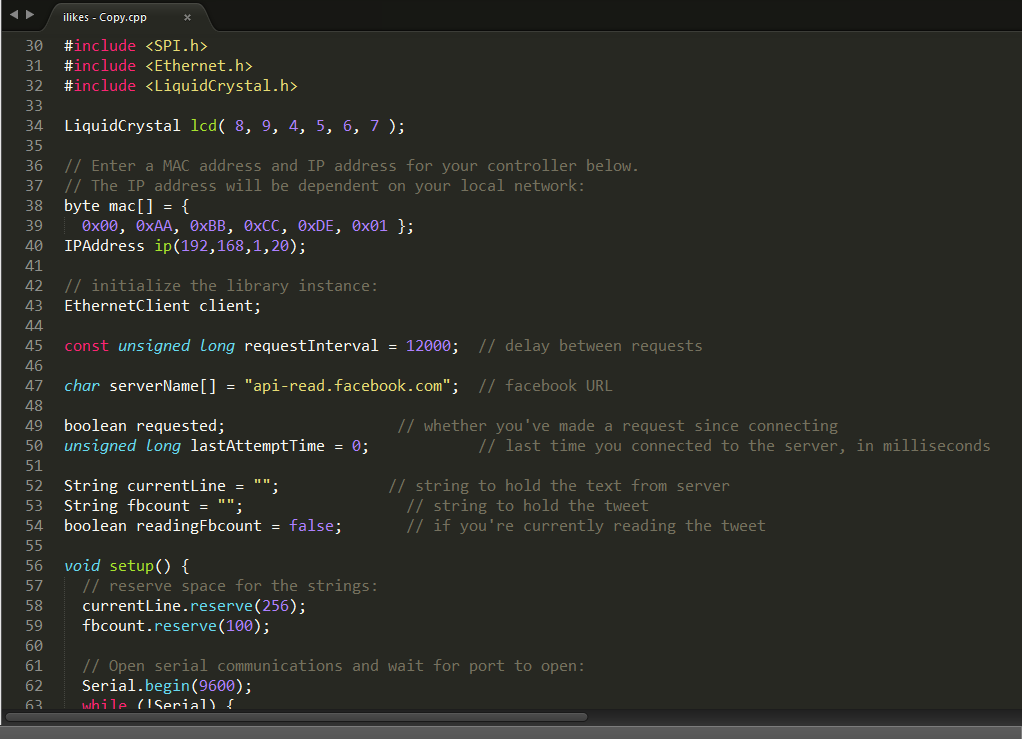 ilikes - Copy.cpp ×
30 #include <SPI.h>
31 #include <Ethernet.h>
32 #include <LiquidCrystal.h>
33
34 LiquidCrystal lcd( 8, 9, 4, 5, 6, 7 );
35
36 // Enter a MAC address and IP address for your controller below.
37 // The IP address will be dependent on your local network:
38 byte mac[] = {
39   0x00, 0xAA, 0xBB, 0xCC, 0xDE, 0x01 };
40 IPAddress ip(192,168,1,20);
41
42 // initialize the library instance:
43 EthernetClient client;
44
45 const unsigned long requestInterval = 12000;  // delay between requests
46
47 char serverName[] = "api-read.facebook.com";  // facebook URL
48
49 boolean requested;                   // whether you've made a request since connecting
50 unsigned long lastAttemptTime = 0;            // last time you connected to the server, in milliseconds
51
52 String currentLine = "";            // string to hold the text from server
53 String fbcount = "";                  // string to hold the tweet
54 boolean readingFbcount = false;       // if you're currently reading the tweet
55
56 void setup() {
57   // reserve space for the strings:
58   currentLine.reserve(256);
59   fbcount.reserve(100);
60
61   // Open serial communications and wait for port to open:
62   Serial.begin(9600);
63   while (!Serial) {